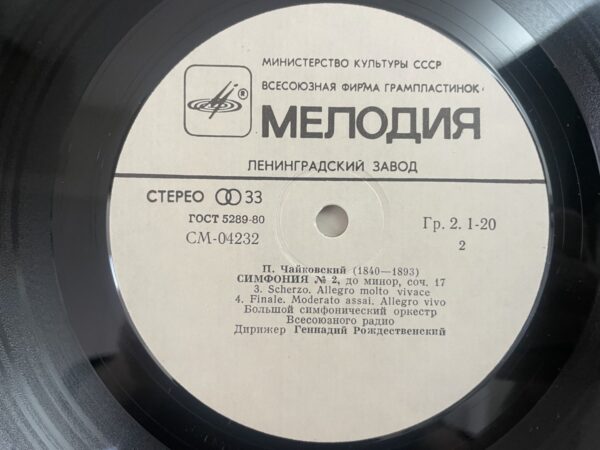 МИНИСТЕРСТВО КУЛЬТУРЫ СССР
ВСЕСОЮЗНАЯ ФИРМА ГРАМПЛАСТИНОК
®
МЕЛОДИЯ
ЛЕНИНГРАДСКИЙ ЗАВОД
СТЕРЕО 33
ГОСТ 5289-80
СМ-04232
Гр. 2. 1-20
2
П. Чайковский (1840—1893)
СИМФОНИЯ № 2, до минор, соч. 17
3. Scherzo. Allegro molto vivace
4. Finale. Moderato assai. Allegro vivo
Большой симфонический оркестр
Всесоюзного радио
Дирижер Геннадий Рождественский